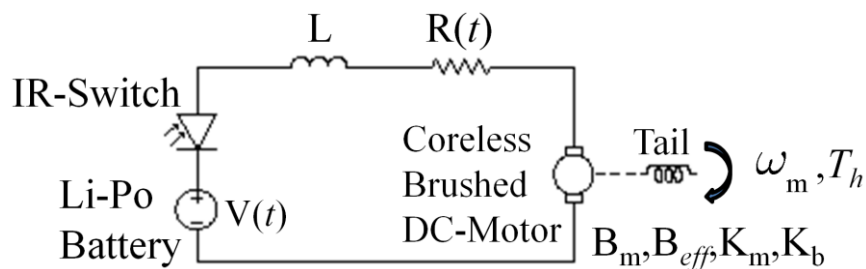 L
R(t)
IR-Switch
Coreless
Brushed
DC-Motor
Tail
ω_m, T_h
Li-Po
Battery
V(t)
B_m, B_eff, K_m, K_b